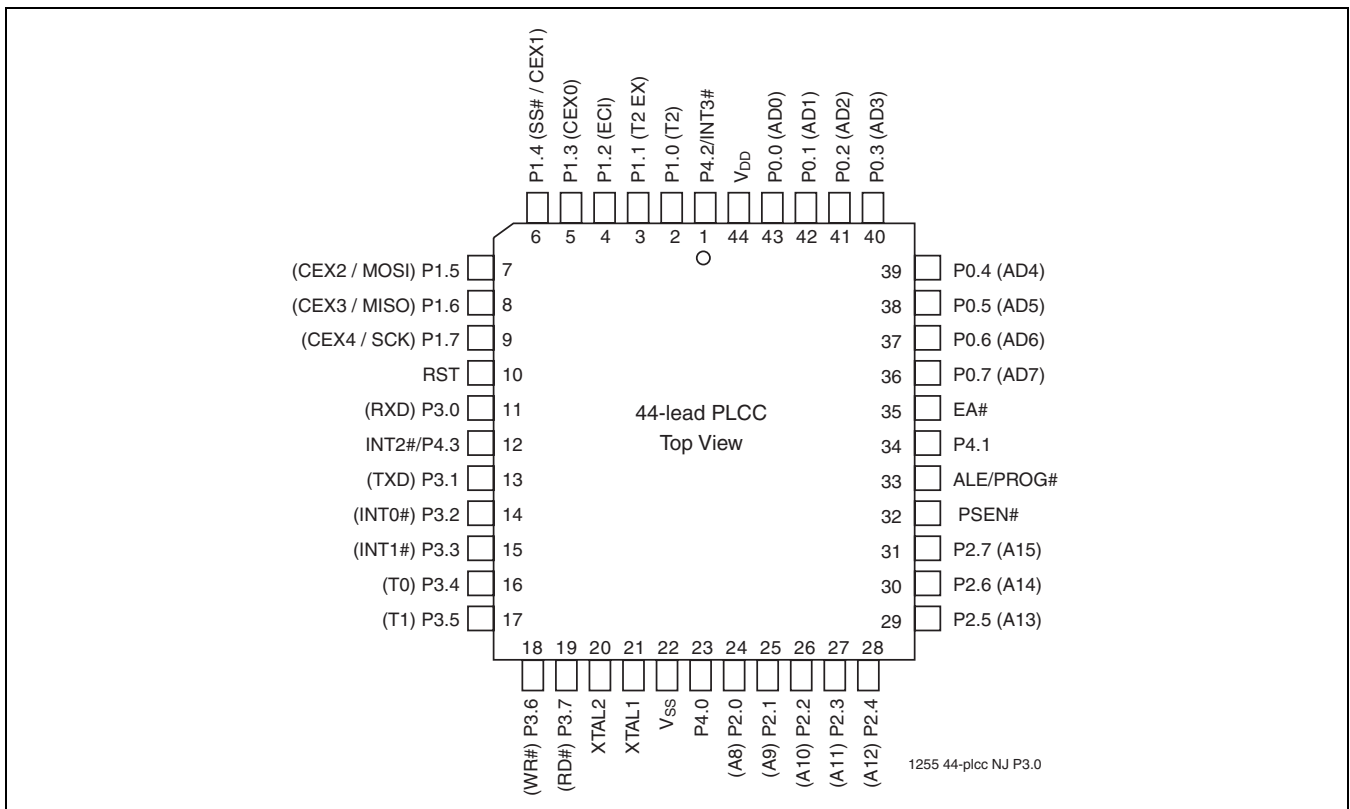 P1.4 (SS# / CEX1)
P1.3 (CEX0)
P1.2 (ECI)
P1.1 (T2 EX)
P1.0 (T2)
P4.2/INT3#
VDD
P0.0 (AD0)
P0.1 (AD1)
P0.2 (AD2)
P0.3 (AD3)
6 5 4 3 2 1 44 43 42 41 40
(CEX2 / MOSI) P1.5 7
(CEX3 / MISO) P1.6 8
(CEX4 / SCK) P1.7 9
RST 10
(RXD) P3.0 11
INT2#/P4.3 12
(TXD) P3.1 13
(INT0#) P3.2 14
(INT1#) P3.3 15
(T0) P3.4 16
(T1) P3.5 17
44-lead PLCC
Top View
39 P0.4 (AD4)
38 P0.5 (AD5)
37 P0.6 (AD6)
36 P0.7 (AD7)
35 EA#
34 P4.1
33 ALE/PROG#
32 PSEN#
31 P2.7 (A15)
30 P2.6 (A14)
29 P2.5 (A13)
18 19 20 21 22 23 24 25 26 27 28
(WR#) P3.6
(RD#) P3.7
XTAL2
XTAL1
VSS
P4.0
(A8) P2.0
(A9) P2.1
(A10) P2.2
(A11) P2.3
(A12) P2.4
1255 44-plcc NJ P3.0